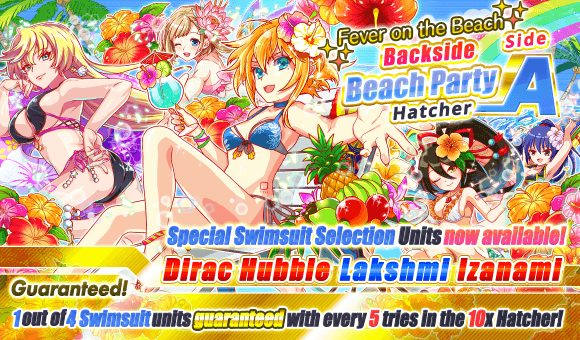 Fever on the Beach
Backside
Side
Beach Party
A
Hatcher
Special Swimsuit Selection Units now available!
Dirac Hubble Lakshmi Izanami
Guaranteed!
1 out of 4 Swimsuit units guaranteed with every 5 tries in the 10x Hatcher!